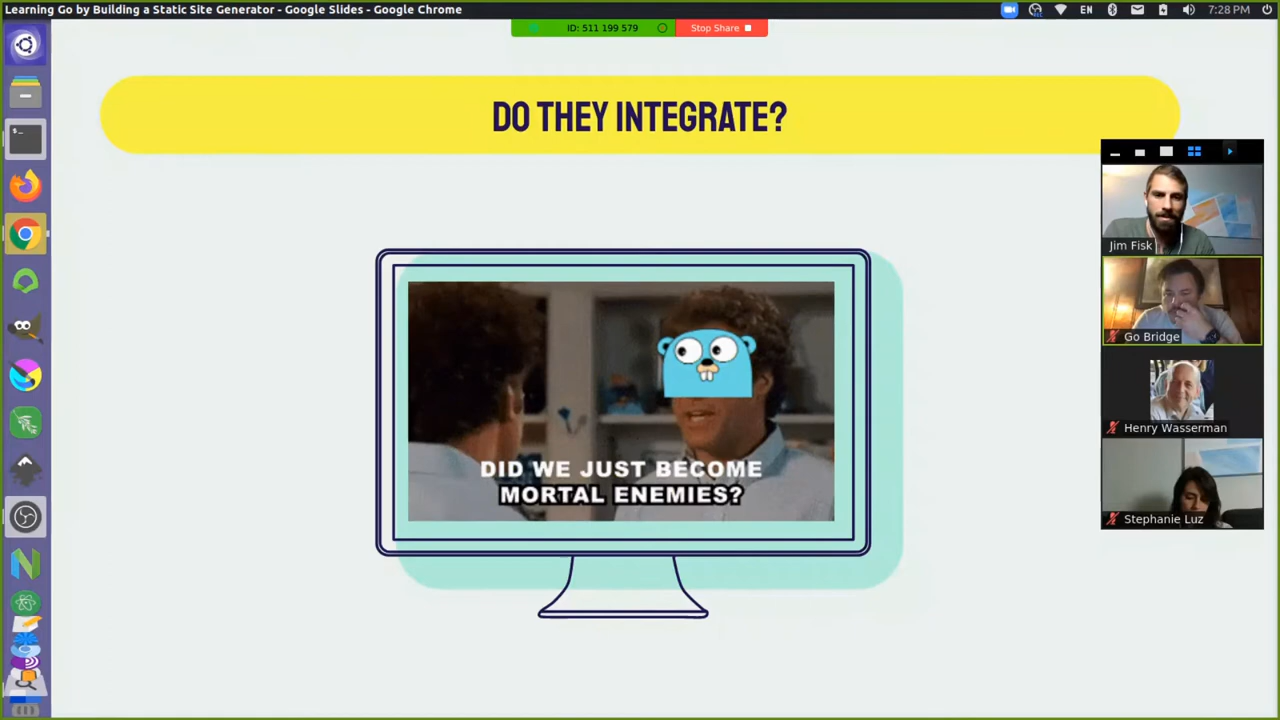 Learning Go by Building a Static Site Generator - Google Slides - Google Chrome
EN
7:28 PM
ID: 511 199 579
Stop Share
DO THEY INTEGRATE?
DID WE JUST BECOME
MORTAL ENEMIES?
Jim Fisk
Go Bridge
Henry Wasserman
Stephanie Luz